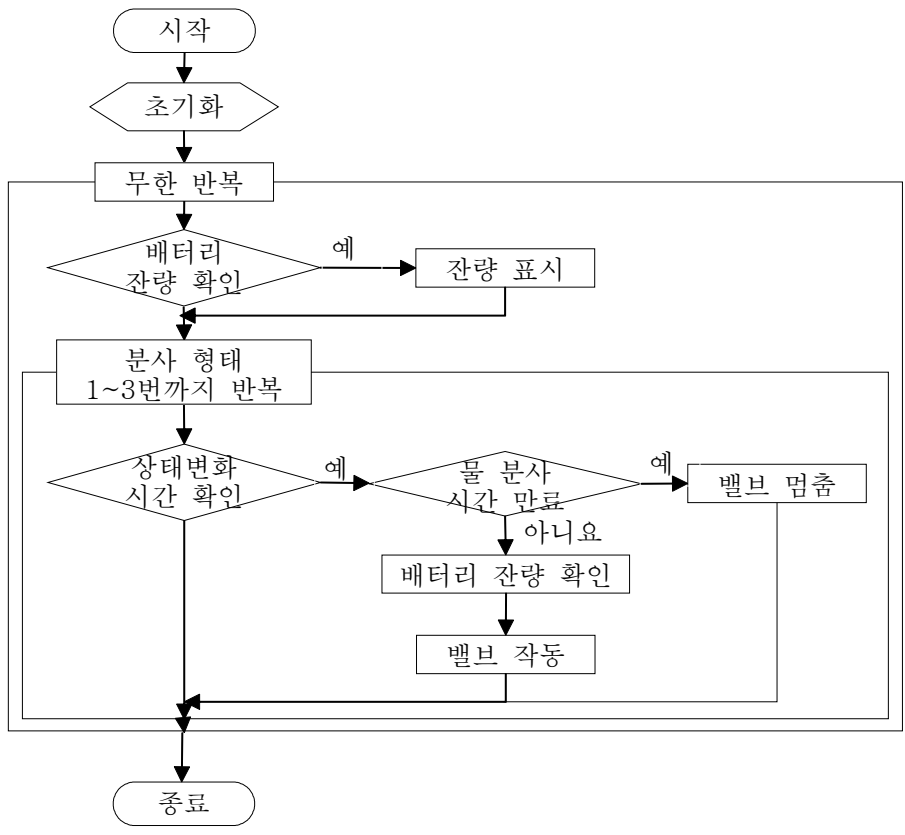 시작
초기화
무한 반복
배터리
잔량 확인
예
잔량 표시
분사 형태
1~3번까지 반복
상태변화
시간 확인
예
물 분사
시간 만료
예
밸브 멈춤
아니요
배터리 잔량 확인
밸브 작동
종료